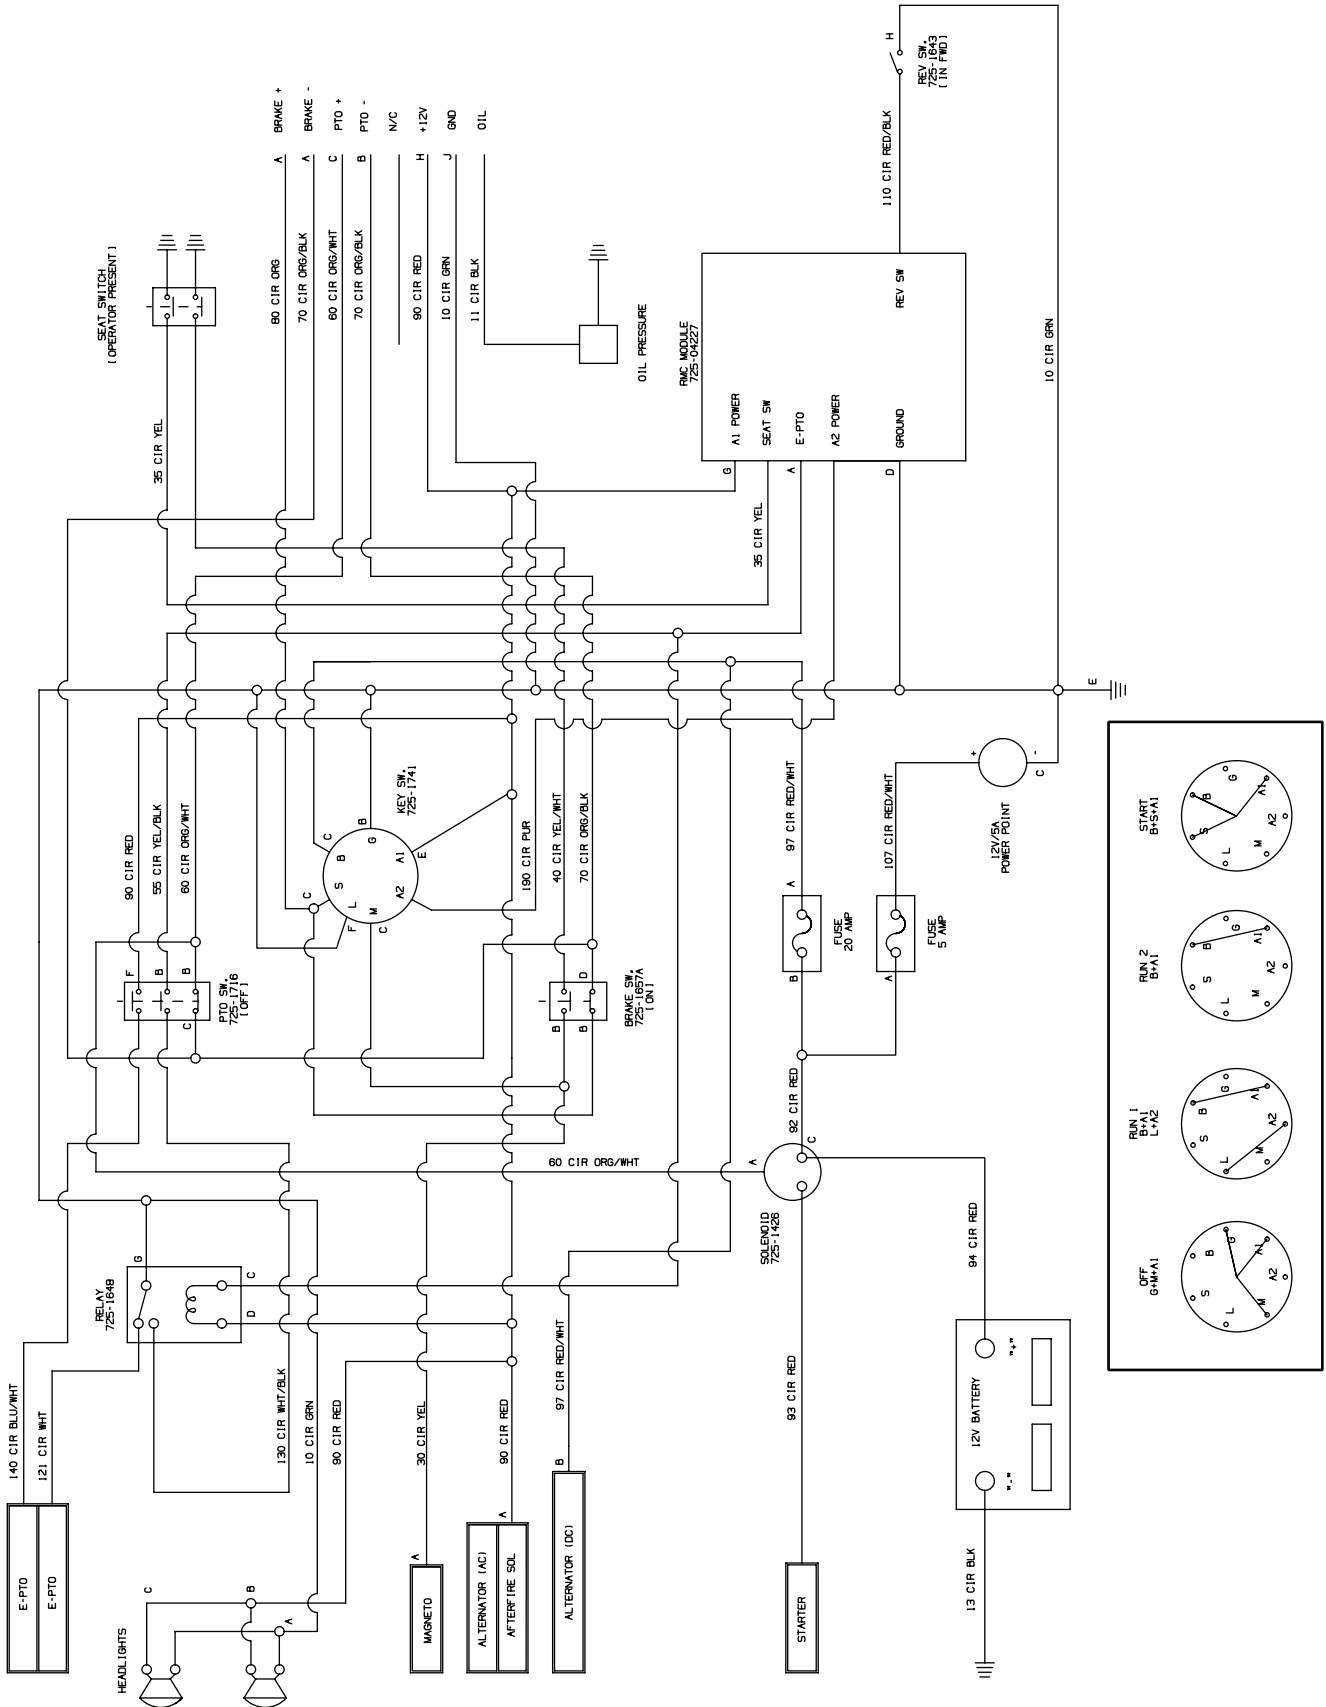 H
REV SW.
725-1643
[IN FWD]
110 CIR RED/BLK
A
BRAKE +
A
BRAKE -
C
PTO +
B
PTO -
N/C
H
+12V
J
GND
OIL
SEAT SWITCH
[OPERATOR PRESENT]
80 CIR ORG
70 CIR ORG/BLK
60 CIR ORG/WHT
70 CIR ORG/BLK
90 CIR RED
10 CIR GRN
11 CIR BLK
35 CIR YEL
OIL PRESSURE
RMC MODULE
725-04227
REV SW
A1 POWER
SEAT SW
E-PTO
A2 POWER
GROUND
G
A
D
10 CIR GRN
35 CIR YEL
E
90 CIR RED
55 CIR YEL/BLK
60 CIR ORG/WHT
F
B
B
C
PTO SW.
725-1716
[OFF]
KEY SW.
725-1741
B
C
C
F
C
E
G
B
S
L
M
A1
A2
190 CIR PUR
40 CIR YEL/WHT
70 CIR ORG/BLK
BRAKE SW.
725-1657A
[ON]
D
B
B
97 CIR RED/WHT
A
B
FUSE
20 AMP
107 CIR RED/WHT
A
FUSE
5 AMP
+
-
C
12V/5A
POWER POINT
92 CIR RED
60 CIR ORG/WHT
A
C
SOLENOID
725-1426
94 CIR RED
93 CIR RED
RELAY
725-1648
G
C
D
140 CIR BLU/WHT
121 CIR WHT
130 CIR WHT/BLK
10 CIR GRN
90 CIR RED
30 CIR YEL
90 CIR RED
97 CIR RED/WHT
E-PTO
E-PTO
HEADLIGHTS
C
B
A
A
MAGNETO
A
ALTERNATOR (AC)
AFTERFIRE SOL
B
ALTERNATOR (DC)
STARTER
12V BATTERY
"+"
"-"
13 CIR BLK
OFF
G+M+A1
L
S
B
G
A1
A2
M
RUN 1
B+A1
L+A2
L
S
B
G
A1
A2
M
RUN 2
B+A1
L
S
B
G
A1
A2
M
START
B+S+A1
L
S
B
G
A1
A2
M